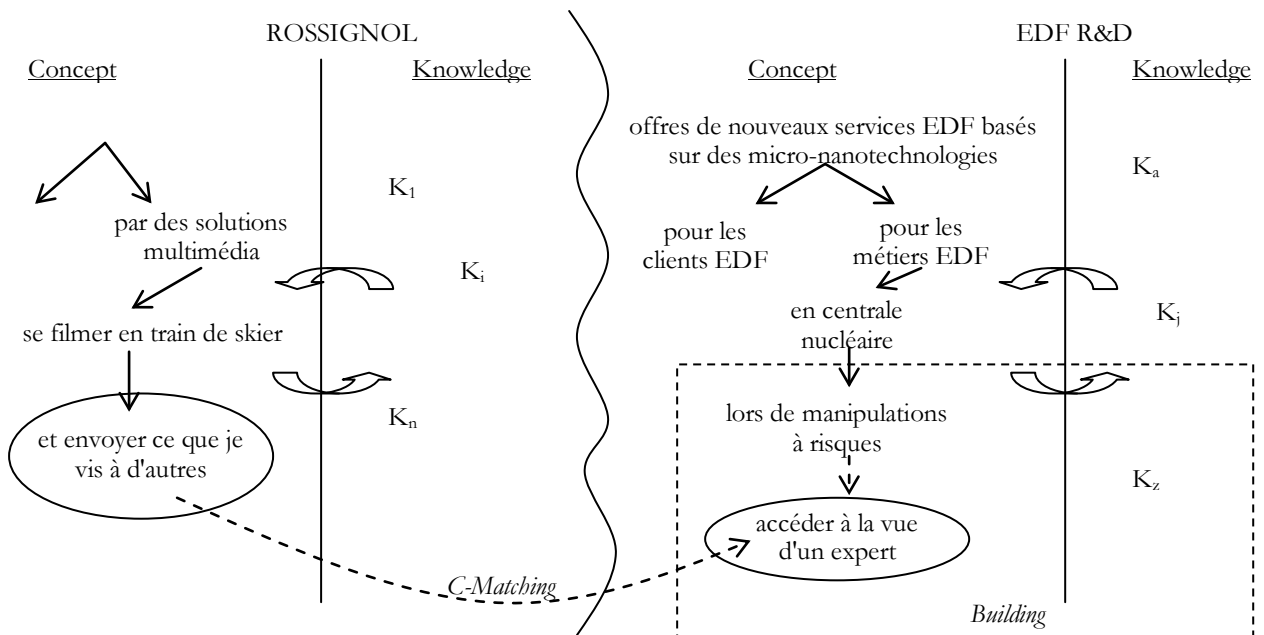 ROSSIGNOL
Concept
Knowledge
K1
par des solutions
multimédia
Ki
se filmer en train de skier
Kn
et envoyer ce que je
vis à d'autres
C-Matching
EDF R&D
Concept
Knowledge
offres de nouveaux services EDF basés
sur des micro-nanotechnologies
Ka
pour les
clients EDF
pour les
métiers EDF
en centrale
nucléaire
Kj
lors de manipulations
à risques
Kz
accéder à la vue
d'un expert
Building